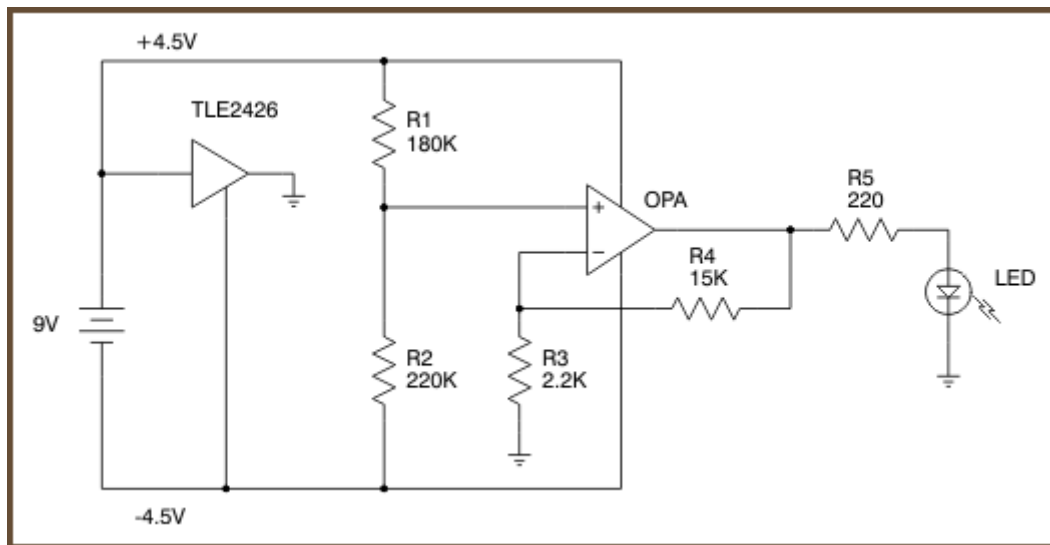 +4.5V
TLE2426
R1
180K
OPA
+
−
R5
220
R4
15K
LED
9V
R2
220K
R3
2.2K
-4.5V